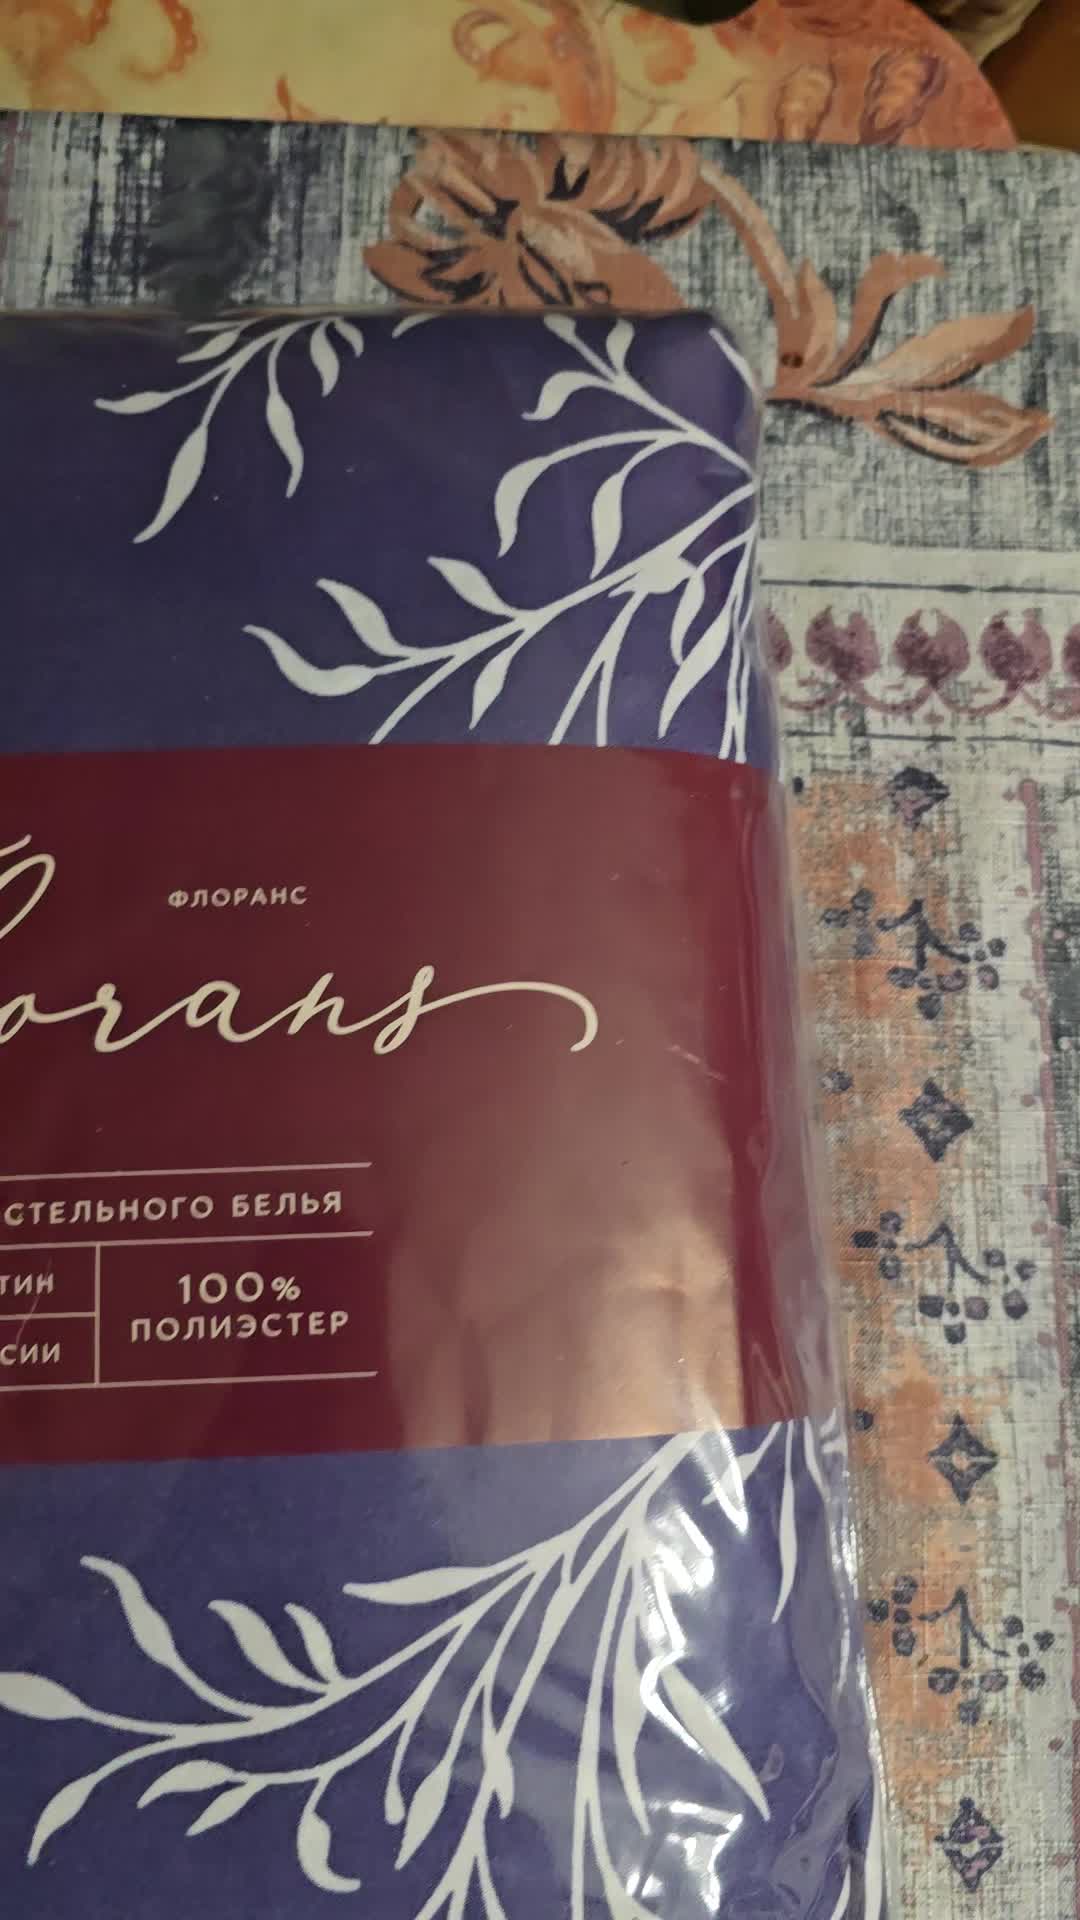 ФЛОРАНС
orans
СТЕЛЬНОГО БЕЛЬЯ
ТИН
100%
ПОЛИЭСТЕР
СИИ